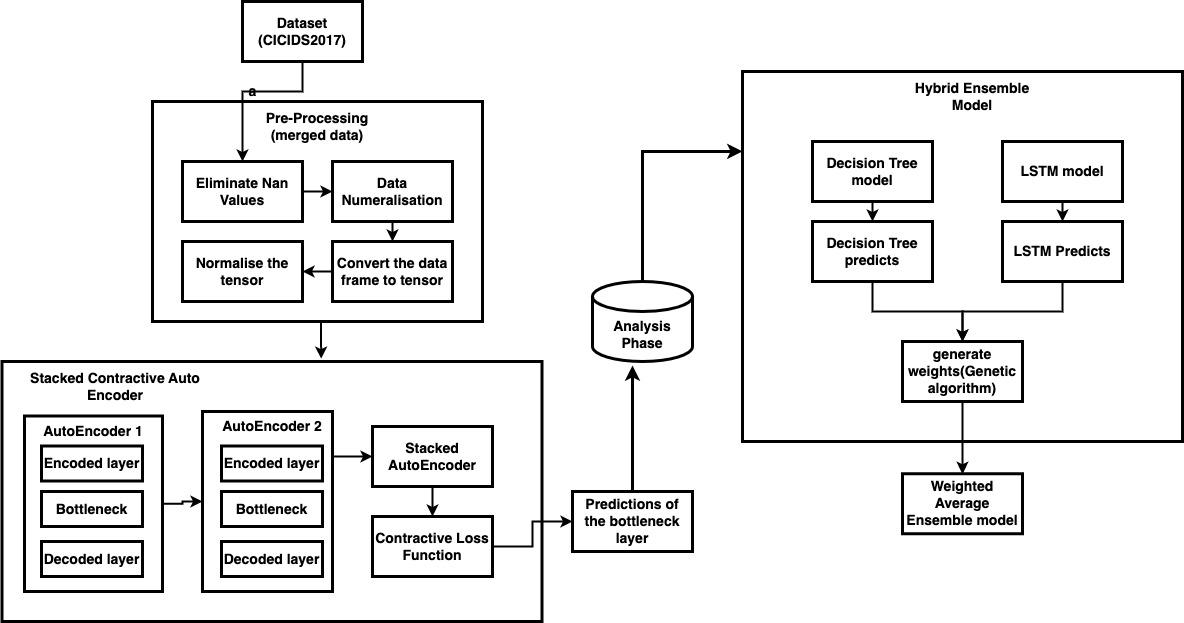 Dataset
(CICIDS2017)
a
Pre-Processing
(merged data)
Eliminate Nan
Values
Data
Numeralisation
Normalise the
tensor
Convert the data
frame to tensor
Stacked Contractive Auto
Encoder
AutoEncoder 1
Encoded layer
Bottleneck
Decoded layer
AutoEncoder 2
Encoded layer
Bottleneck
Decoded layer
Stacked
AutoEncoder
Contractive Loss
Function
Predictions of
the bottleneck
layer
Analysis
Phase
Hybrid Ensemble
Model
Decision Tree
model
LSTM model
Decision Tree
predicts
LSTM Predicts
generate
weights(Genetic
algorithm)
Weighted
Average
Ensemble model